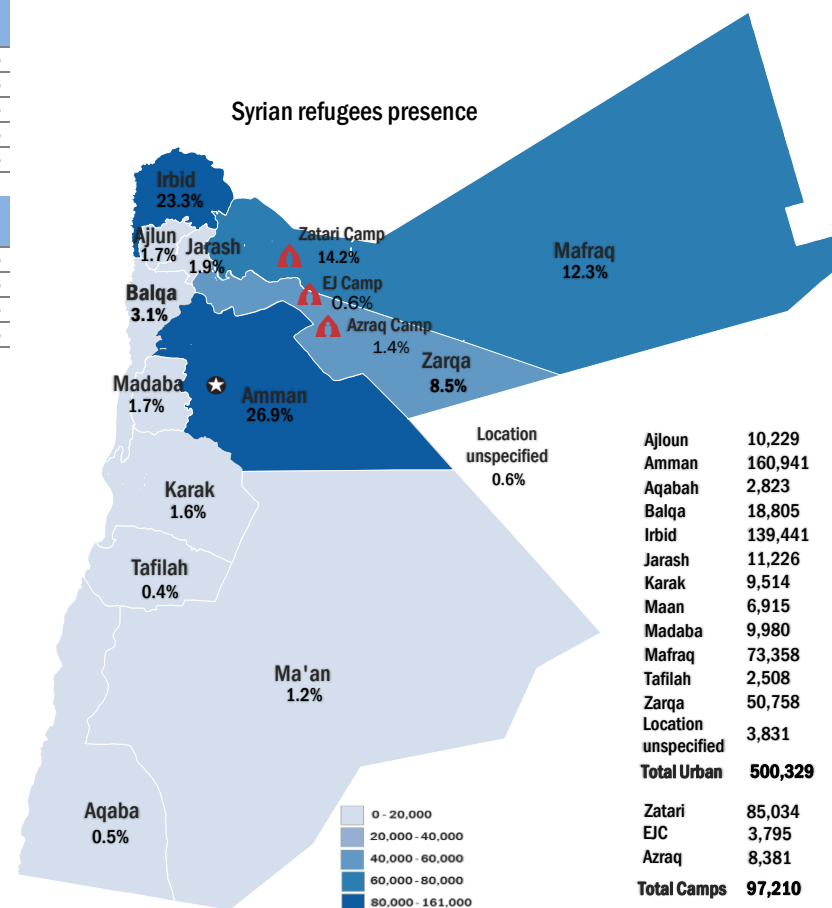 Syrian refugees presence
Irbid
23.3%
Ajlun
1.7%
Jarash
1.9%
Zatari Camp
14.2%
Mafraq
12.3%
EJ Camp
0.6%
Balqa
3.1%
Azraq Camp
1.4%
Zarqa
8.5%
Madaba
1.7%
Amman
26.9%
Location
unspecified
0.6%
Karak
1.6%
Tafilah
0.4%
Ma'an
1.2%
Aqaba
0.5%
0 - 20,000
20,000 - 40,000
40,000 - 60,000
60,000 - 80,000
80,000 - 161,000
Ajloun 10,229
Amman 160,941
Aqabah 2,823
Balqa 18,805
Irbid 139,441
Jarash 11,226
Karak 9,514
Maan 6,915
Madaba 9,980
Mafraq 73,358
Tafilah 2,508
Zarqa 50,758
Location
unspecified 3,831
Total Urban 500,329
Zatari 85,034
EJC 3,795
Azraq 8,381
Total Camps 97,210